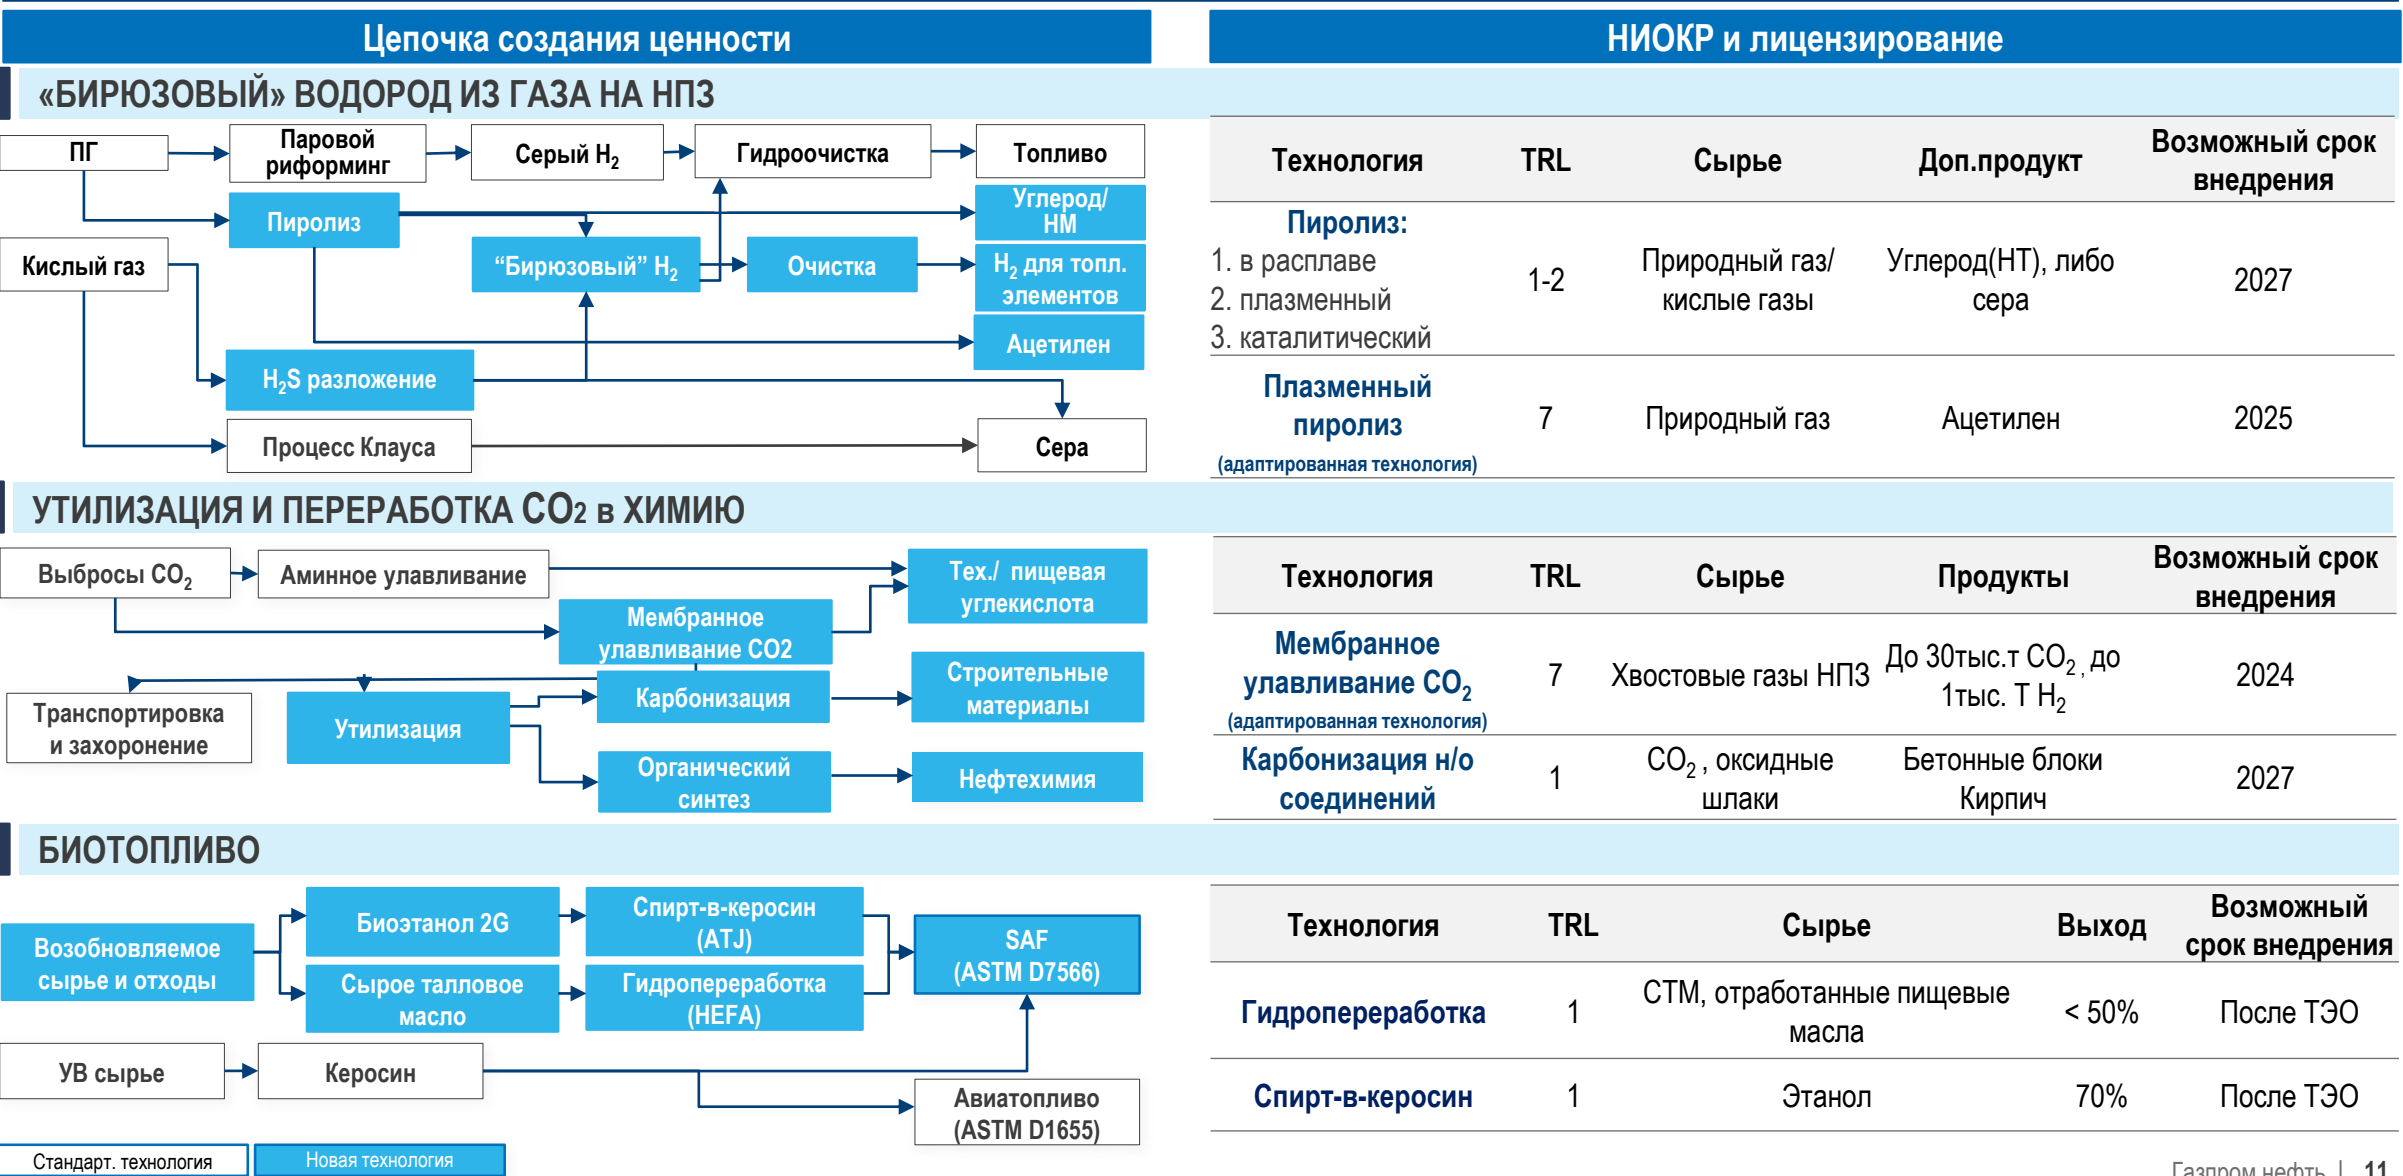 Цепочка создания ценности
НИОКР и лицензирование
«БИРЮЗОВЫЙ» ВОДОРОД ИЗ ГАЗА НА НПЗ
ПГ
Паровой
риформинг
Серый H₂
Гидроочистка
Топливо
Пиролиз
Углерод/
НМ
Кислый газ
“Бирюзовый” H₂
Очистка
H₂ для топл.
элементов
Ацетилен
H₂S разложение
Процесс Клауса
Сера
Технология
TRL
Сырье
Доп.продукт
Возможный срок
внедрения
Пиролиз:
1. в расплаве
2. плазменный
3. каталитический
1-2
Природный газ/
кислые газы
Углерод(НТ), либо
сера
2027
Плазменный
пиролиз
(адаптированная технология)
7
Природный газ
Ацетилен
2025
УТИЛИЗАЦИЯ И ПЕРЕРАБОТКА СО2 в ХИМИЮ
Выбросы CO₂
Аминное улавливание
Тех./ пищевая
углекислота
Мембранное
улавливание СО2
Транспортировка
и захоронение
Утилизация
Карбонизация
Строительные
материалы
Органический
синтез
Нефтехимия
Технология
TRL
Сырье
Продукты
Возможный срок
внедрения
Мембранное
улавливание CO₂
(адаптированная технология)
7
Хвостовые газы НПЗ
До 30тыс.т CO₂, до
1тыс. Т H₂
2024
Карбонизация н/о
соединений
1
CO₂ , оксидные
шлаки
Бетонные блоки
Кирпич
2027
БИОТОПЛИВО
Возобновляемое
сырье и отходы
Биоэтанол 2G
Спирт-в-керосин
(ATJ)
SAF
(ASTM D7566)
Сырое талловое
масло
Гидропереработка
(HEFA)
УВ сырье
Керосин
Авиатопливо
(ASTM D1655)
Технология
TRL
Сырье
Выход
Возможный
срок внедрения
Гидропереработка
1
СТМ, отработанные пищевые
масла
< 50%
После ТЭО
Спирт-в-керосин
1
Этанол
70%
После ТЭО
Стандарт. технология
Новая технология
Газпром нефть | 11